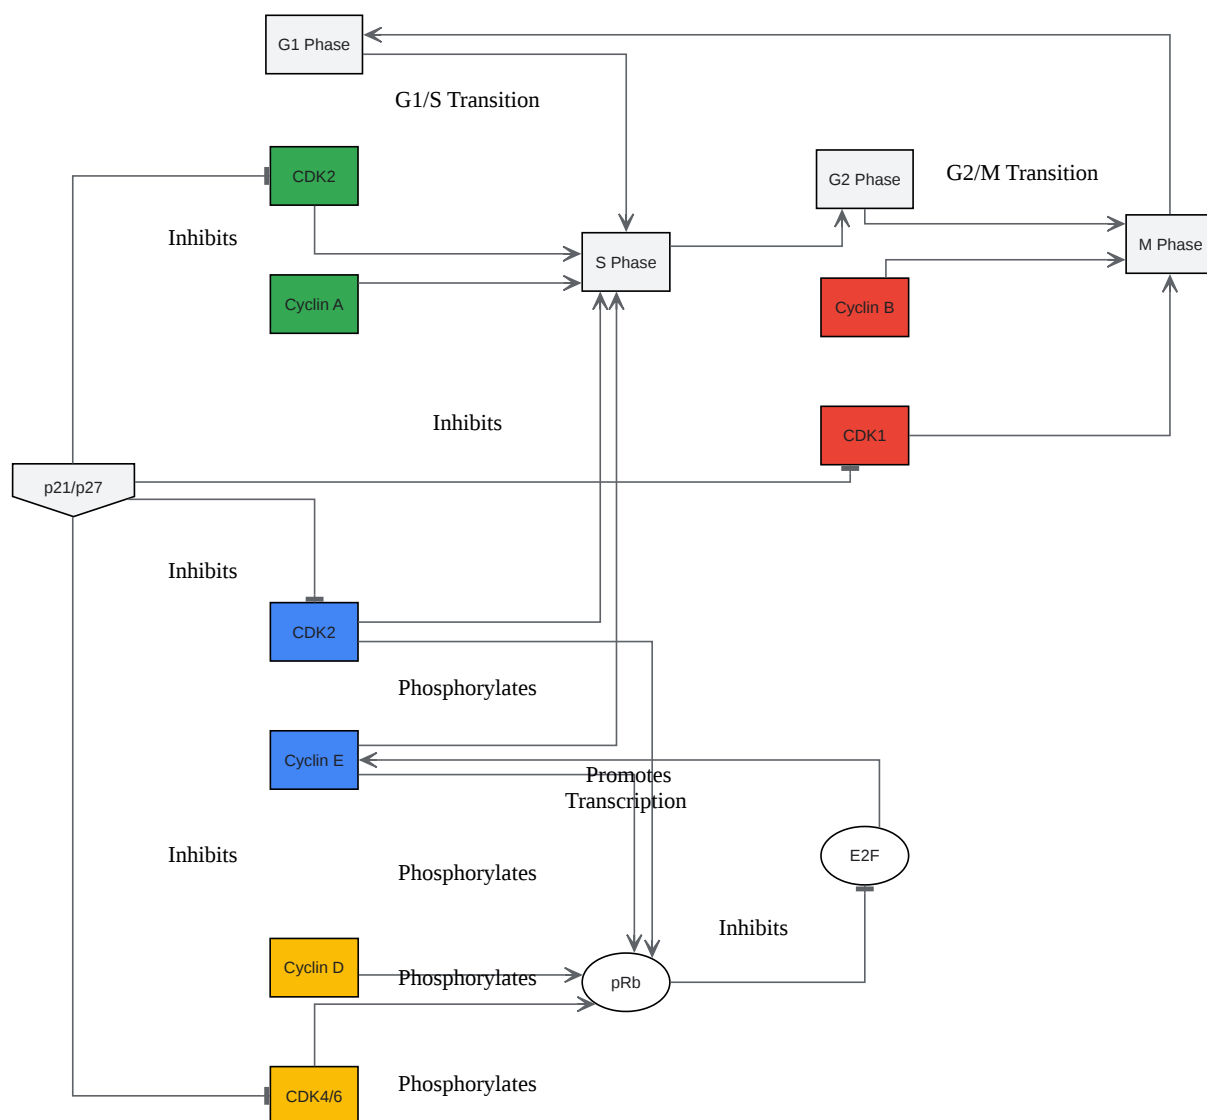 G1 Phase
G1/S Transition
CDK2
G2 Phase
G2/M Transition
Inhibits
M Phase
S Phase
Cyclin A
Cyclin B
Inhibits
CDK1
p21/p27
Inhibits
CDK2
Phosphorylates
Cyclin E
Promotes
Transcription
Inhibits
E2F
Phosphorylates
Inhibits
Cyclin D
Phosphorylates
pRb
Phosphorylates
CDK4/6